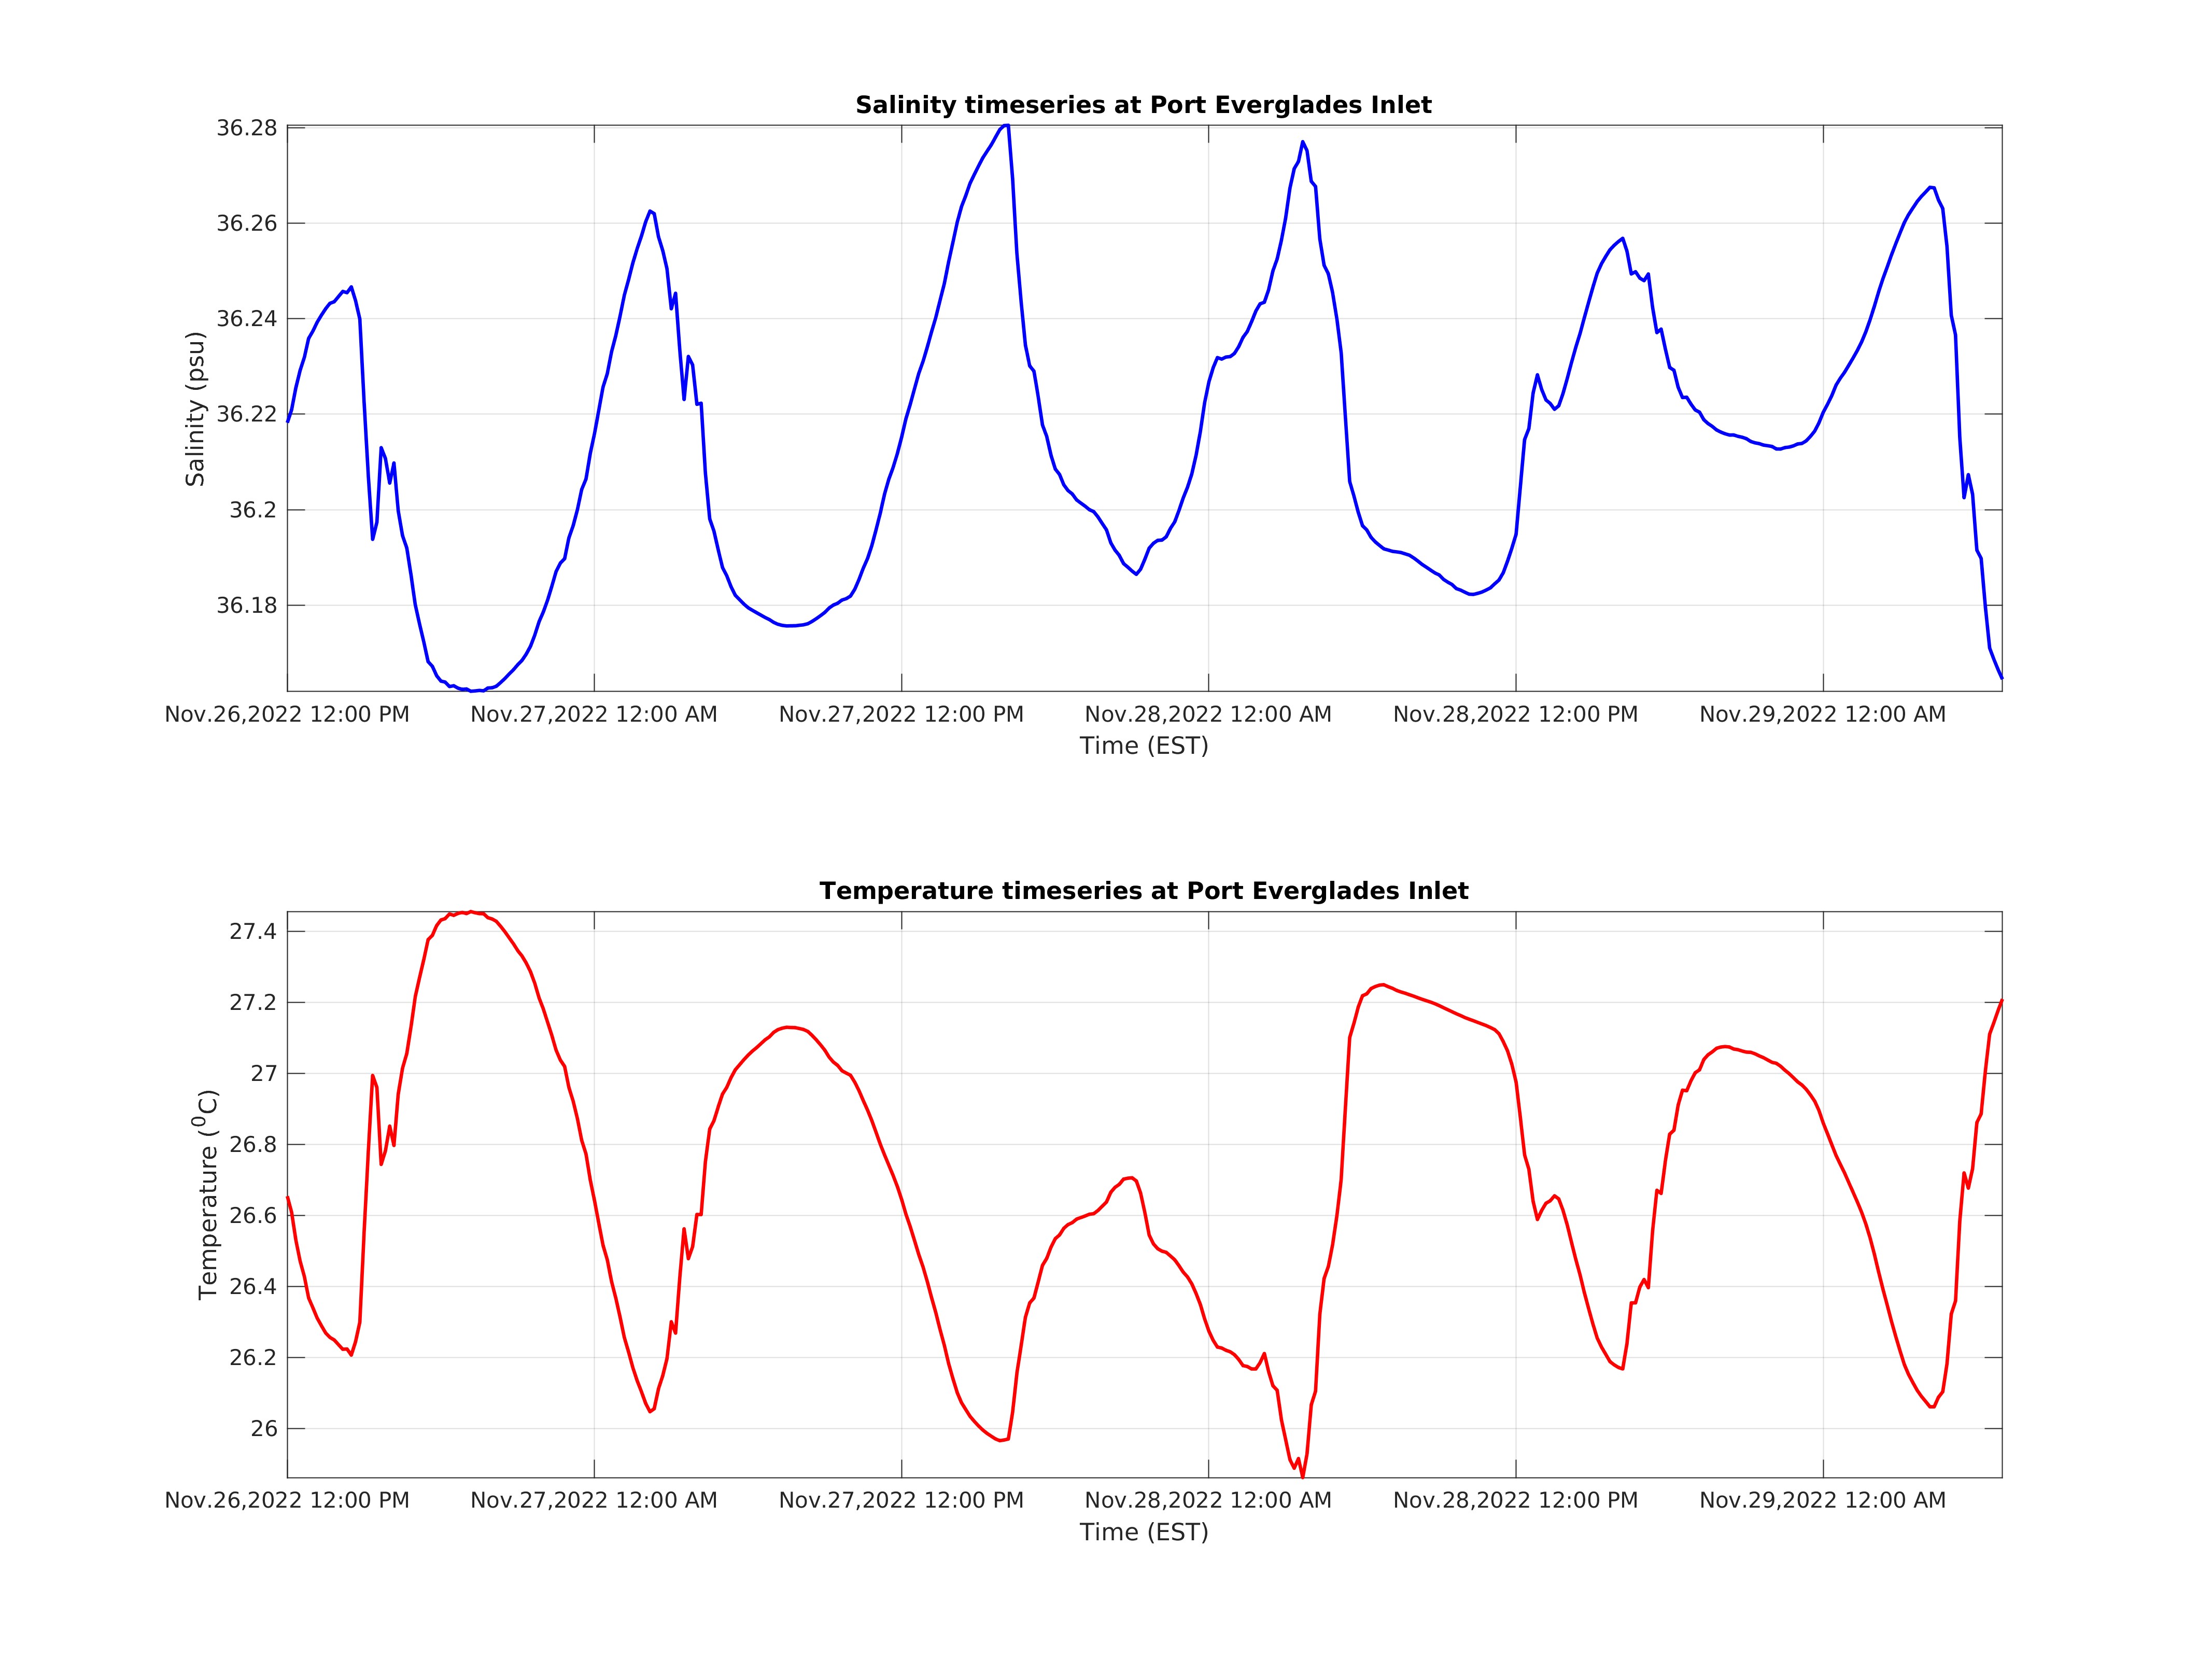 Salinity timeseries at Port Everglades Inlet
36.28
36.26
36.24
36.22
36.2
36.18
Salinity (psu)
Nov.26,2022 12:00 PM Nov.27,2022 12:00 AM Nov.27,2022 12:00 PM Nov.28,2022 12:00 AM Nov.28,2022 12:00 PM Nov.29,2022 12:00 AM
Time (EST)
Temperature timeseries at Port Everglades Inlet
27.4
27.2
27
26.8
26.6
26.4
26.2
26
Temperature (⁰C)
Nov.26,2022 12:00 PM Nov.27,2022 12:00 AM Nov.27,2022 12:00 PM Nov.28,2022 12:00 AM Nov.28,2022 12:00 PM Nov.29,2022 12:00 AM
Time (EST)